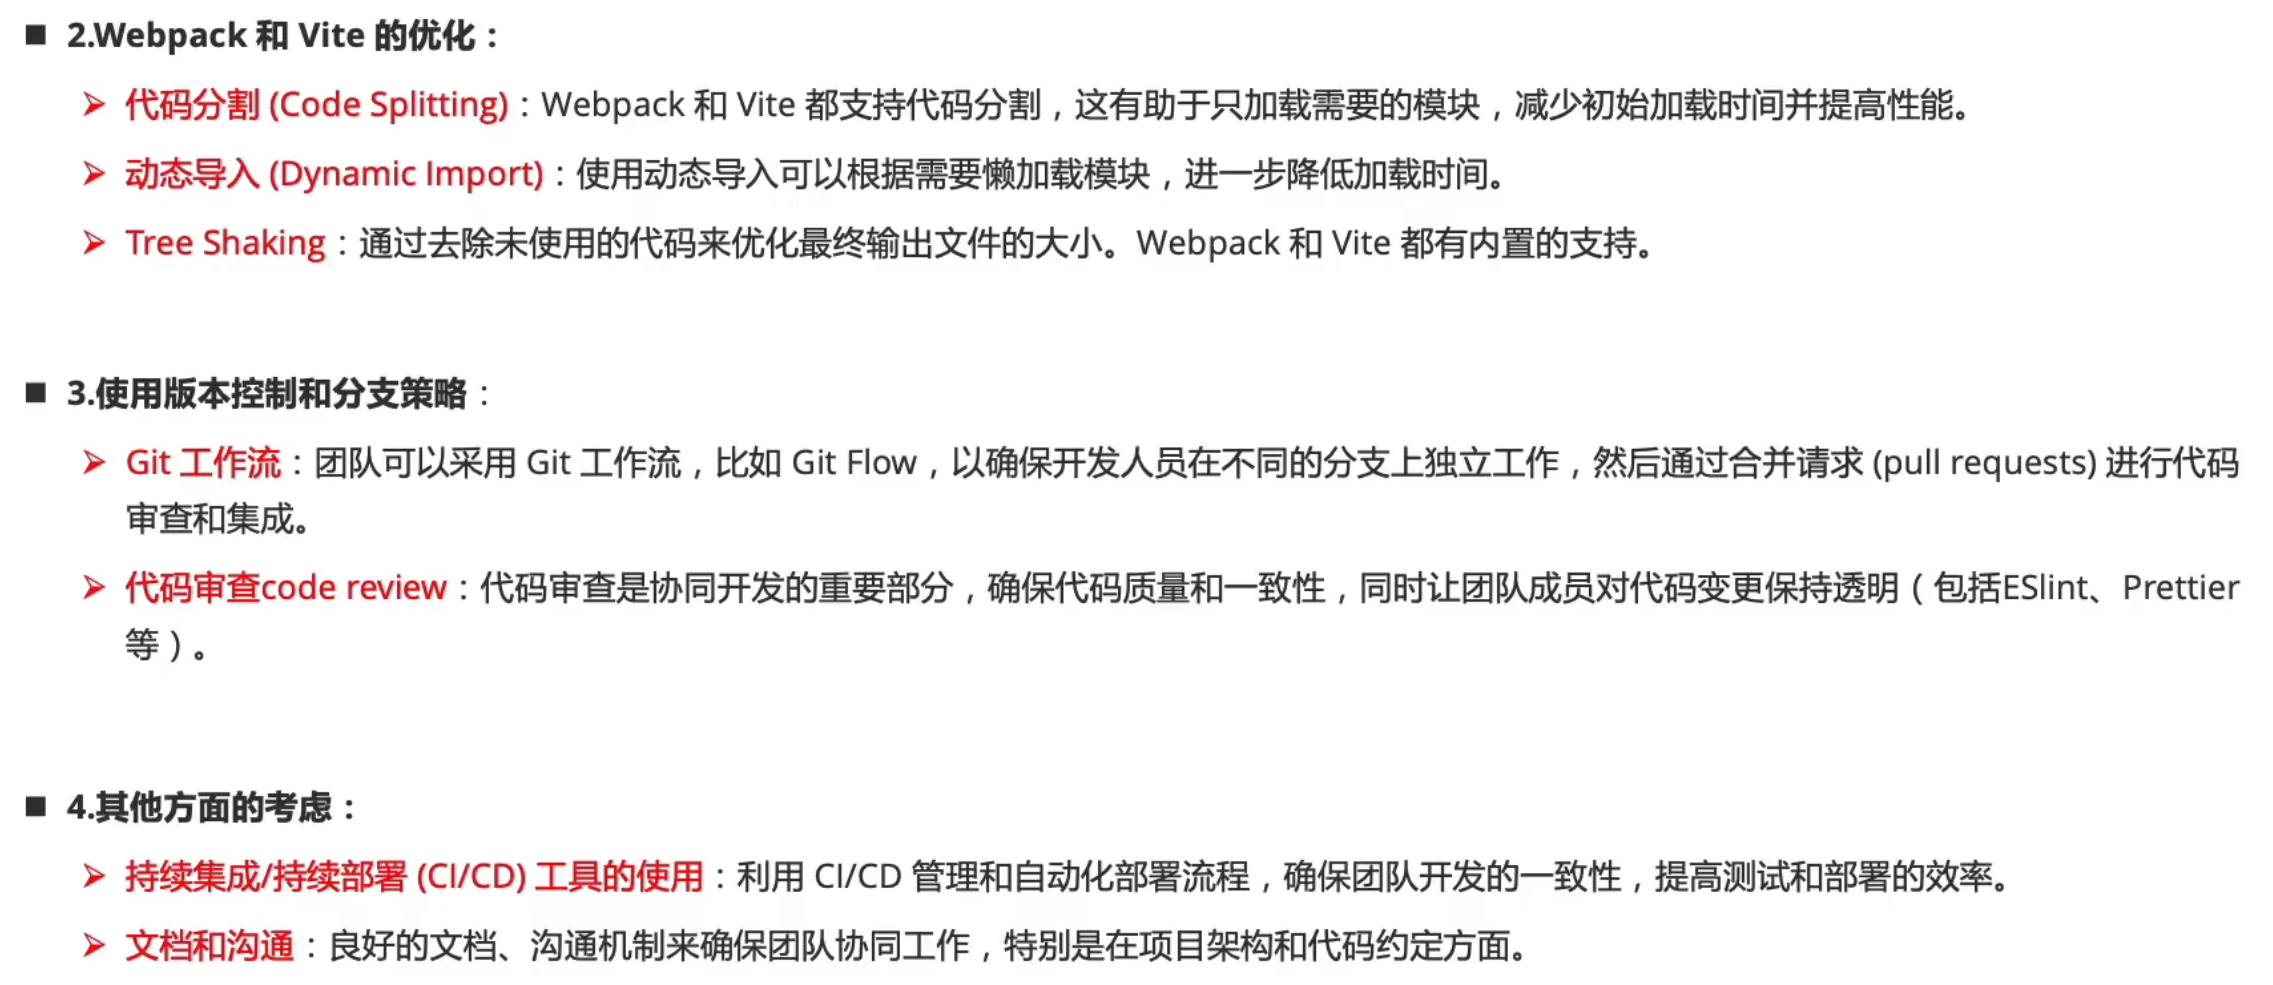 ■ 2.Webpack 和 Vite 的优化：
➢ 代码分割 (Code Splitting)：Webpack 和 Vite 都支持代码分割，这有助于只加载需要的模块，减少初始加载时间并提高性能。
➢ 动态导入 (Dynamic Import)：使用动态导入可以根据需要懒加载模块，进一步降低加载时间。
➢ Tree Shaking：通过去除未使用的代码来优化最终输出文件的大小。Webpack 和 Vite 都有内置的支持。
■ 3.使用版本控制和分支策略：
➢ Git 工作流：团队可以采用 Git 工作流，比如 Git Flow，以确保开发人员在不同的分支上独立工作，然后通过合并请求 (pull requests) 进行代码
审查和集成。
➢ 代码审查code review：代码审查是协同开发的重要部分，确保代码质量和一致性，同时让团队成员对代码变更保持透明（包括ESlint、Prettier
等）。
■ 4.其他方面的考虑：
➢ 持续集成/持续部署 (CI/CD) 工具的使用：利用 CI/CD 管理和自动化部署流程，确保团队开发的一致性，提高测试和部署的效率。
➢ 文档和沟通：良好的文档、沟通机制来确保团队协同工作，特别是在项目架构和代码约定方面。